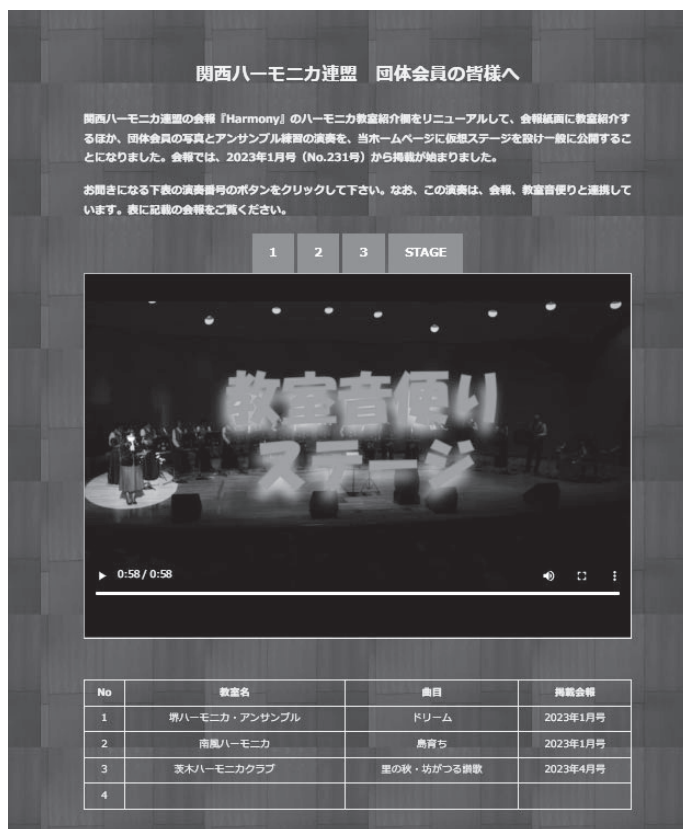 関西ハーモニカ連盟　団体会員の皆様へ
関西ハーモニカ連盟の会報『Harmony』のハーモニカ教室紹介欄をリニューアルして、会報紙面に教室紹介す
るほか、団体会員の写真とアンサンブル練習の演奏を、当ホームページに仮想ステージを設け一般に公開するこ
とになりました。会報では、2023年1月号（No.231号）から掲載が始まりました。
お聞きになる下表の演奏番号のボタンをクリックして下さい。なお、この演奏は、会報、教室音便りと連携して
います。表に記載の会報をご覧ください。
1 2 3 STAGE
教室音便り
ステージ
0:58 / 0:58
No 教室名 曲目 掲載会報
1 堺ハーモニカ・アンサンブル ドリーム 2023年1月号
2 南風ハーモニカ 島育ち 2023年1月号
3 茨木ハーモニカクラブ 里の秋・坊がつる讃歌 2023年4月号
4